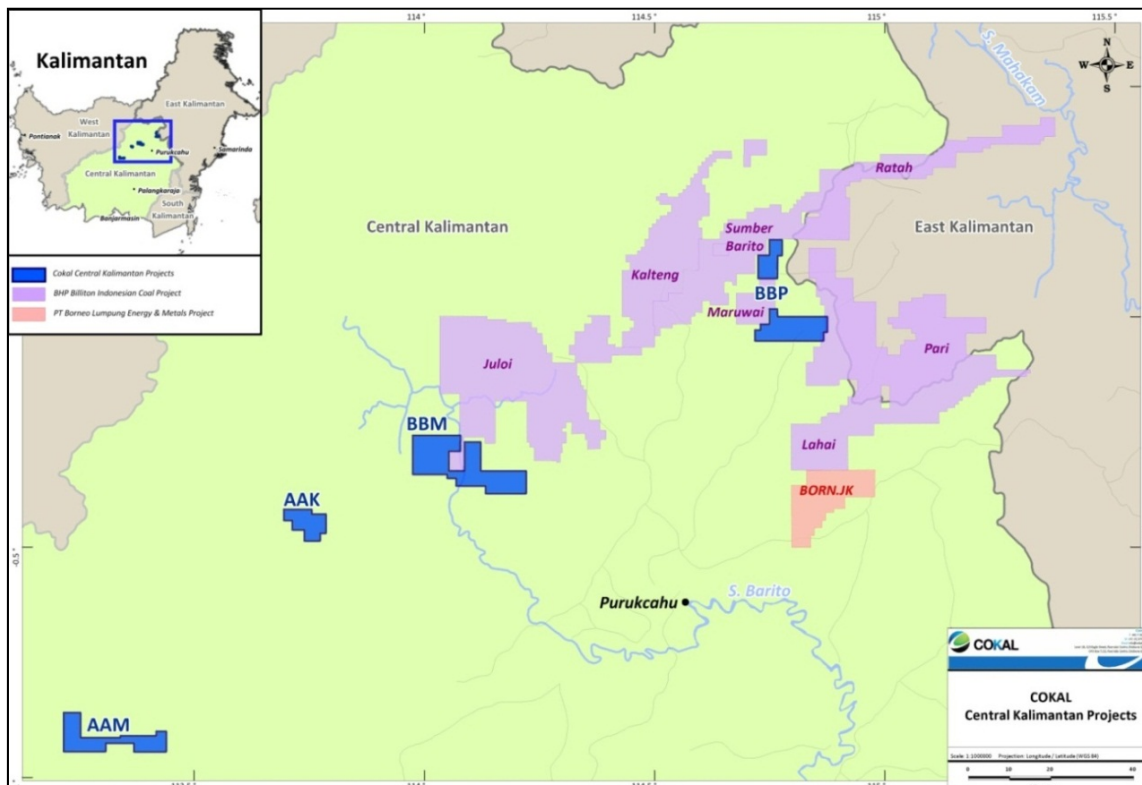 114 °
114.5 °
115 °
115.5 °
Kalimantan
East Kalimantan
West
Kalimantan
Pontianak
Purukcahu
Samarinda
Central Kalimantan
Palangkaraja
South
Kalimantan
Banjarmasin
Cokal Central Kalimantan Projects
BHP Billiton Indonesian Coal Project
PT Borneo Lumpung Energy & Metals Project
N
W
E
S
S. Mahakam
Ratah
Central Kalimantan
Sumber
Barito
East Kalimantan
Kalteng
BBP
Maruwai
Juloi
Pari
BBM
Lahai
AAK
BORN.JK
-0.5 °
Purukcahu
S. Barito
AAM
COKAL
COKAL
Central Kalimantan Projects
Scale 1:1000000 Projection: Longitude / Latitude (WGS 84)
0 10 20 40